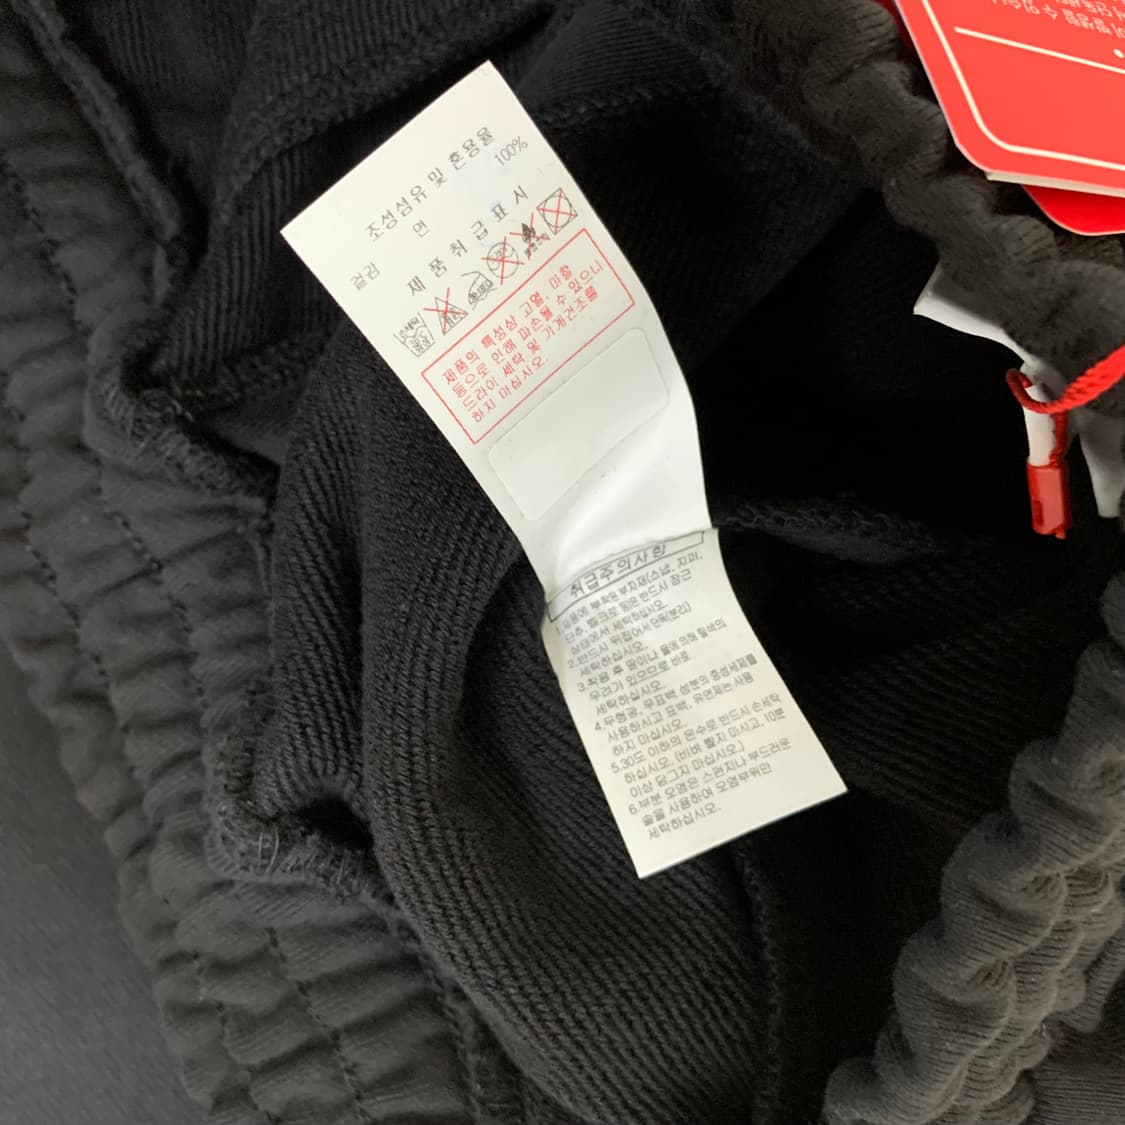 조성섬유 및 혼용율
겉감 면 100%
제품취급표시
손세탁
제품의 특성상 고열, 마찰
등으로 인해 파손될 수 있으니
드라이 세탁 및 기계건조를
하지 마십시오.
취급주의사항
부착된 부자재(스냅, 지퍼,
단추, 벨크로 등)은 반드시 잠근
상태에서 세탁하십시오.
2.반드시 뒤집어서 단독(분리)
세탁하십시오.
3.착용 후 땀이나 물에 의해 탈색의
우려가 있으므로 바로
세탁하십시오.
4.무형광, 무표백 성분의 중성세제를
사용하시고 표백, 유연제는 사용
하지 마십시오.
5.30도 이하의 온수로 반드시 손세탁
하십시오. (비벼 빨지 마시고, 10분
이상 담그지 마십시오.)
6.부분 오염은 스펀지나 부드러운
솔을 사용하여 오염부위만
세탁하십시오.
발생할 수 있습니